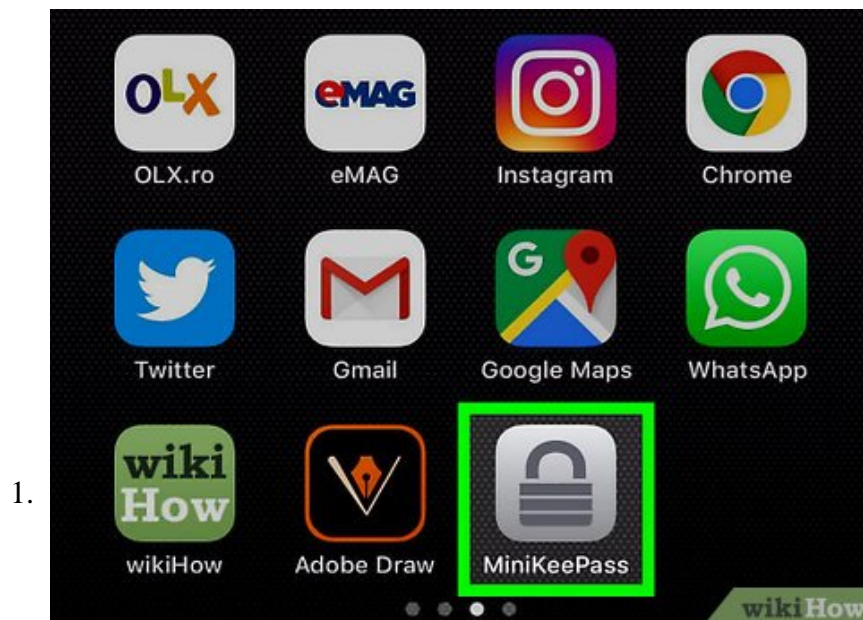 OLX
eMAG
OLX.ro eMAG Instagram Chrome
G
Twitter Gmail Google Maps WhatsApp
1.
wiki
How
wikiHow Adobe Draw MiniKeePass
wikiHow